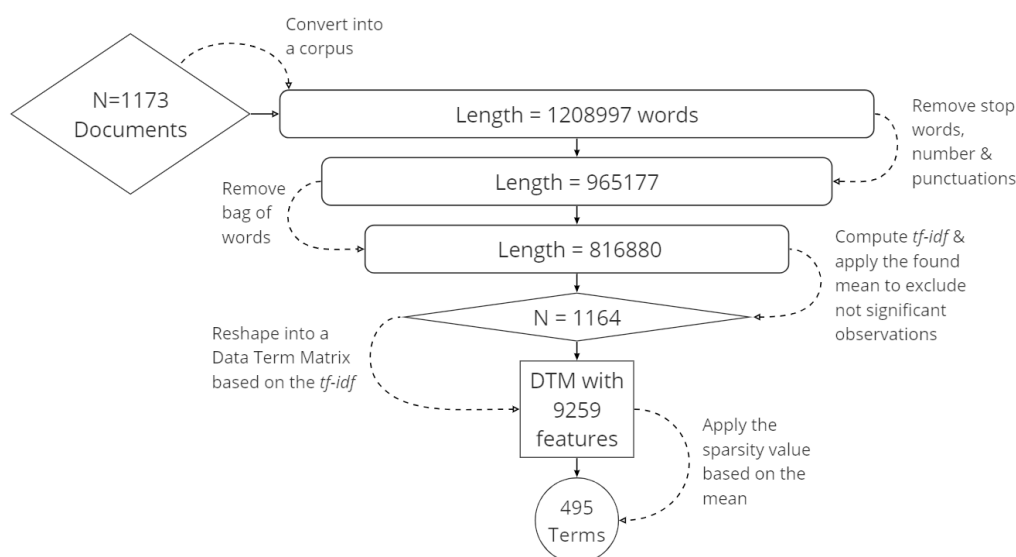 Convert into
a corpus
N=1173
Documents
Length = 1208997 words
Remove stop
words,
number &
punctuations
Length = 965177
Remove
bag of
words
Length = 816880
Compute tf-idf &
apply the found
mean to exclude
not significant
observations
N = 1164
Reshape into a
Data Term Matrix
based on the tf-idf
DTM with
9259
features
Apply the
sparsity value
based on the
mean
495
Terms